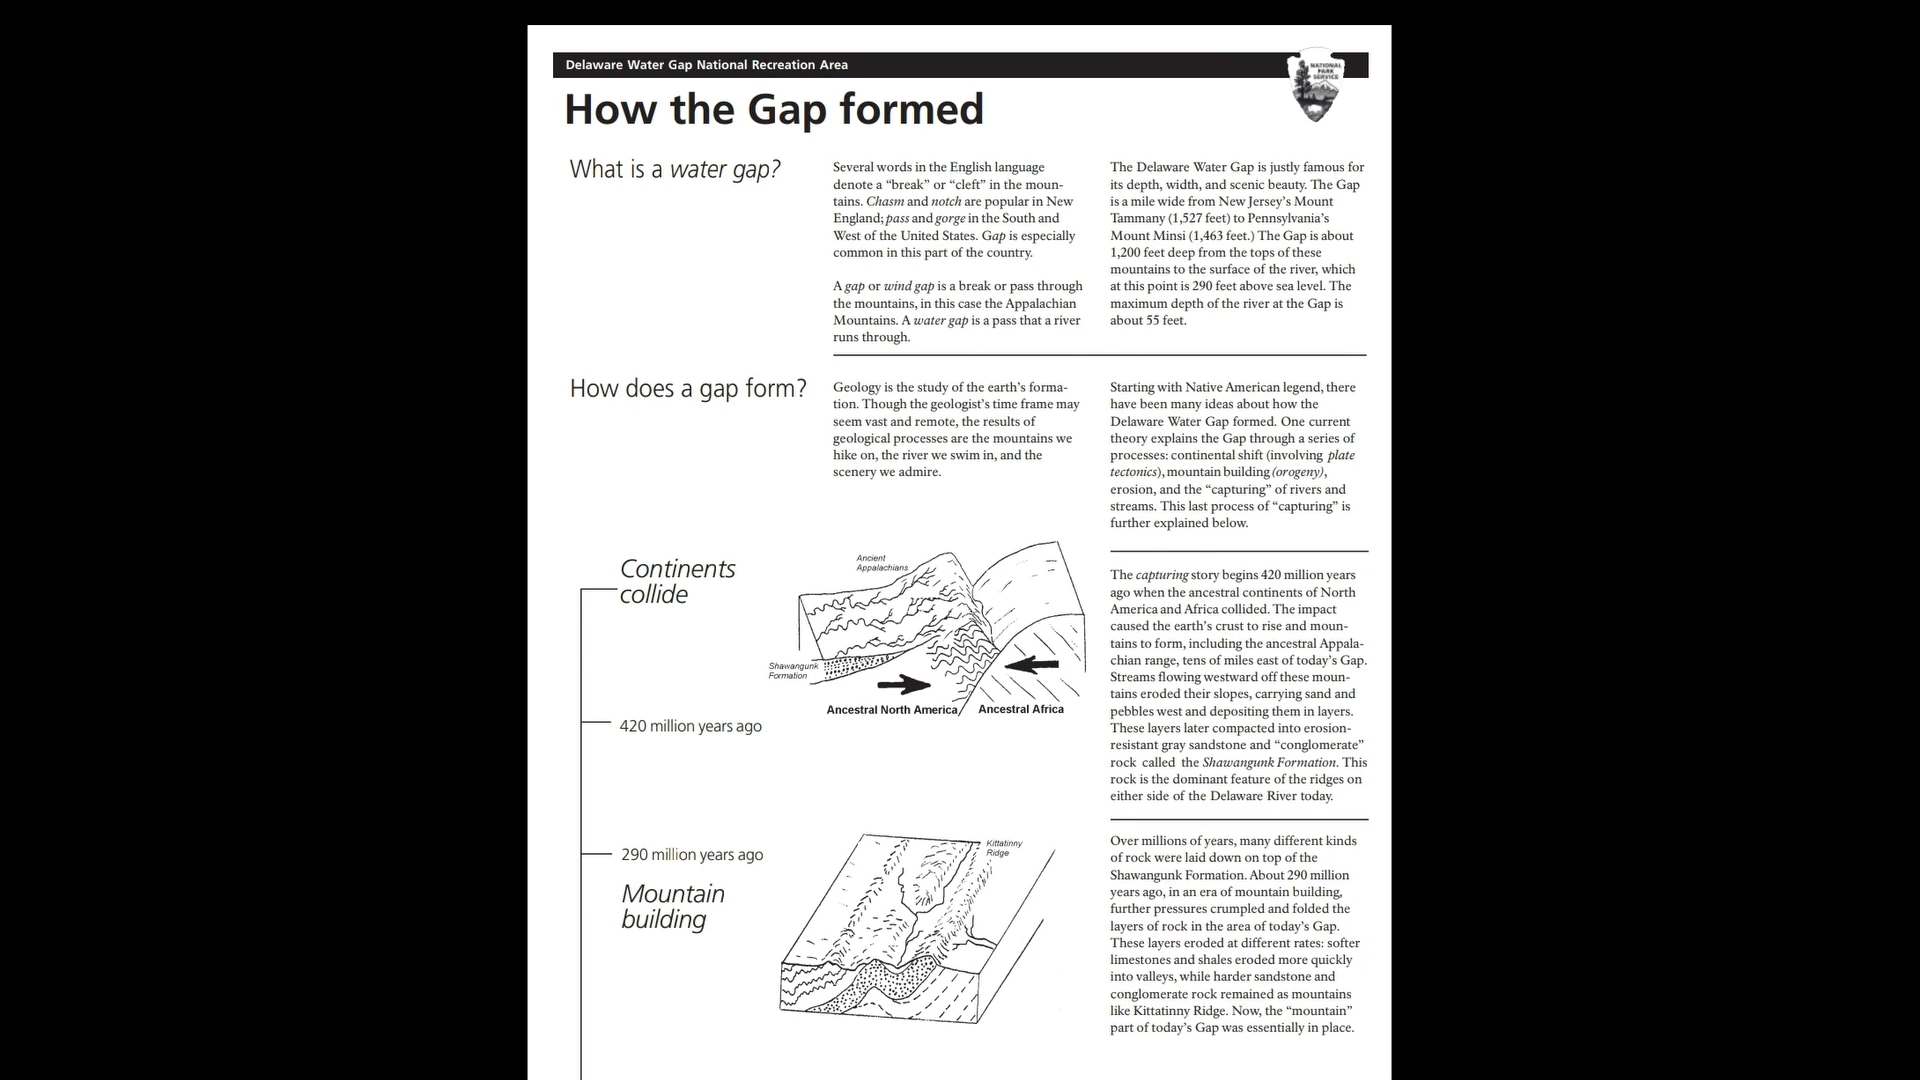 Delaware Water Gap National Recreation Area
NATIONAL
PARK
SERVICE
How the Gap formed
What is a water gap?
Several words in the English language
denote a “break” or “cleft” in the moun-
tains. Chasm and notch are popular in New
England; pass and gorge in the South and
West of the United States. Gap is especially
common in this part of the country.
A gap or wind gap is a break or pass through
the mountains, in this case the Appalachian
Mountains. A water gap is a pass that a river
runs through.
The Delaware Water Gap is justly famous for
its depth, width, and scenic beauty. The Gap
is a mile wide from New Jersey’s Mount
Tammany (1,527 feet) to Pennsylvania’s
Mount Minsi (1,463 feet.) The Gap is about
1,200 feet deep from the tops of these
mountains to the surface of the river, which
at this point is 290 feet above sea level. The
maximum depth of the river at the Gap is
about 55 feet.
How does a gap form?
Geology is the study of the earth’s forma-
tion. Though the geologist’s time frame may
seem vast and remote, the results of
geological processes are the mountains we
hike on, the river we swim in, and the
scenery we admire.
Starting with Native American legend, there
have been many ideas about how the
Delaware Water Gap formed. One current
theory explains the Gap through a series of
processes: continental shift (involving plate
tectonics), mountain building (orogeny),
erosion, and the “capturing” of rivers and
streams. This last process of “capturing” is
further explained below.
Continents
collide
Ancient
Appalachians
Shawangunk
Formation
Ancestral North America
Ancestral Africa
420 million years ago
The capturing story begins 420 million years
ago when the ancestral continents of North
America and Africa collided. The impact
caused the earth’s crust to rise and moun-
tains to form, including the ancestral Appala-
chian range, tens of miles east of today’s Gap.
Streams flowing westward off these moun-
tains eroded their slopes, carrying sand and
pebbles west and depositing them in layers.
These layers later compacted into erosion-
resistant gray sandstone and “conglomerate”
rock called the Shawangunk Formation. This
rock is the dominant feature of the ridges on
either side of the Delaware River today.
290 million years ago
Mountain
building
Kittatinny
Ridge
Over millions of years, many different kinds
of rock were laid down on top of the
Shawangunk Formation. About 290 million
years ago, in an era of mountain building,
further pressures crumpled and folded the
layers of rock in the area of today’s Gap.
These layers eroded at different rates: softer
limestones and shales eroded more quickly
into valleys, while harder sandstone and
conglomerate rock remained as mountains
like Kittatinny Ridge. Now, the “mountain”
part of today’s Gap was essentially in place.